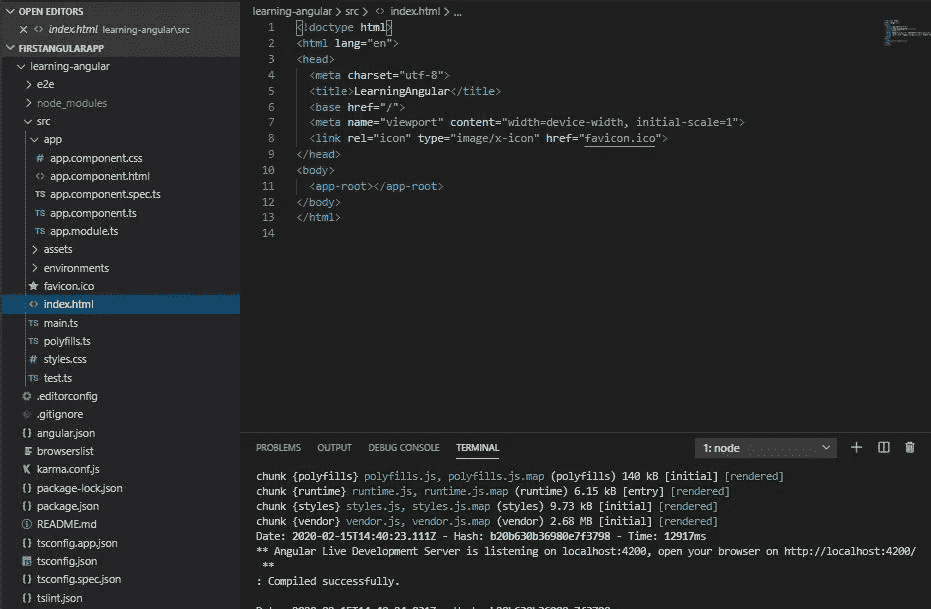 OPEN EDITORS
index.html learning-angular\src
FIRSTANGULARAPP
learning-angular
e2e
node_modules
src
app
# app.component.css
<> app.component.html
TS app.component.spec.ts
TS app.component.ts
TS app.module.ts
assets
environments
favicon.ico
<> index.html
TS main.ts
TS polyfills.ts
# styles.css
TS test.ts
.editorconfig
.gitignore
{} angular.json
browserslist
karma.conf.js
{} package-lock.json
{} package.json
README.md
{} tsconfig.app.json
tsconfig.json
{} tsconfig.spec.json
{} tslint.json
learning-angular > src > <> index.html > ...
1 <!doctype html>
2 <html lang="en">
3 <head>
4 <meta charset="utf-8">
5 <title>LearningAngular</title>
6 <base href="/">
7 <meta name="viewport" content="width=device-width, initial-scale=1">
8 <link rel="icon" type="image/x-icon" href="favicon.ico">
9 </head>
10 <body>
11 <app-root></app-root>
12 </body>
13 </html>
14
PROBLEMS OUTPUT DEBUG CONSOLE TERMINAL 1: node
chunk {polyfills} polyfills.js, polyfills.js.map (polyfills) 140 kB [initial] [rendered]
chunk {runtime} runtime.js, runtime.js.map (runtime) 6.15 kB [entry] [rendered]
chunk {styles} styles.js, styles.js.map (styles) 9.73 kB [initial] [rendered]
chunk {vendor} vendor.js, vendor.js.map (vendor) 2.68 MB [initial] [rendered]
Date: 2020-02-15T14:40:23.111Z - Hash: b20b630b36980e7f3798 - Time: 12917ms
** Angular Live Development Server is listening on localhost:4200, open your browser on http://localhost:4200/
**
: Compiled successfully.